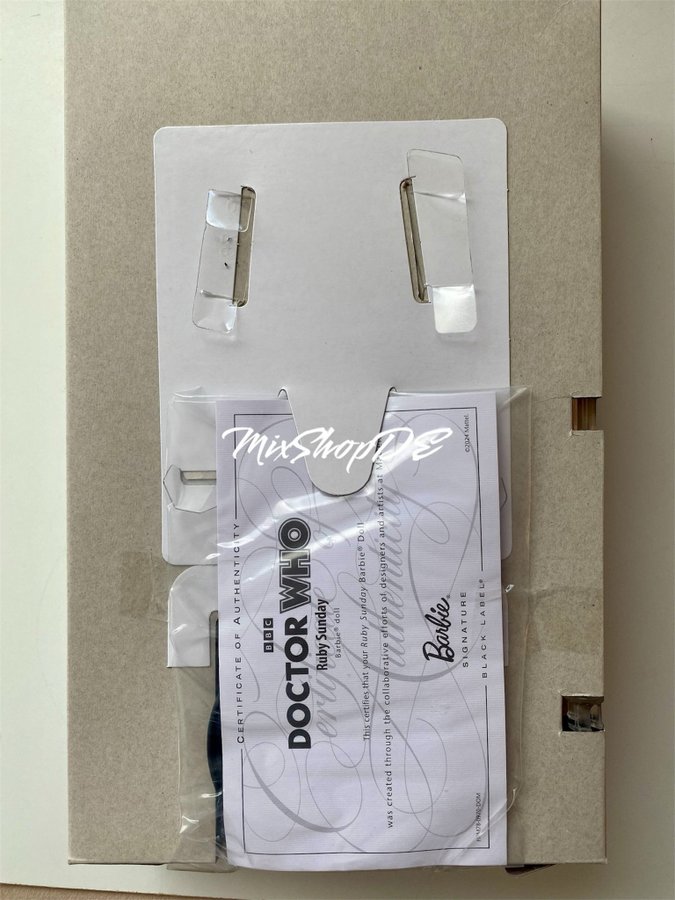 MixShopDE
CERTIFICATE OF AUTHENTICITY
BBC
DOCTOR WHO
Ruby Sunday
Barbie® doll
This certifies that your Ruby Sunday Barbie® Doll
was created through the collaborative efforts of designers and artists at
Barbie®
SIGNATURE
BLACK LABEL®
©2024 Mattel.